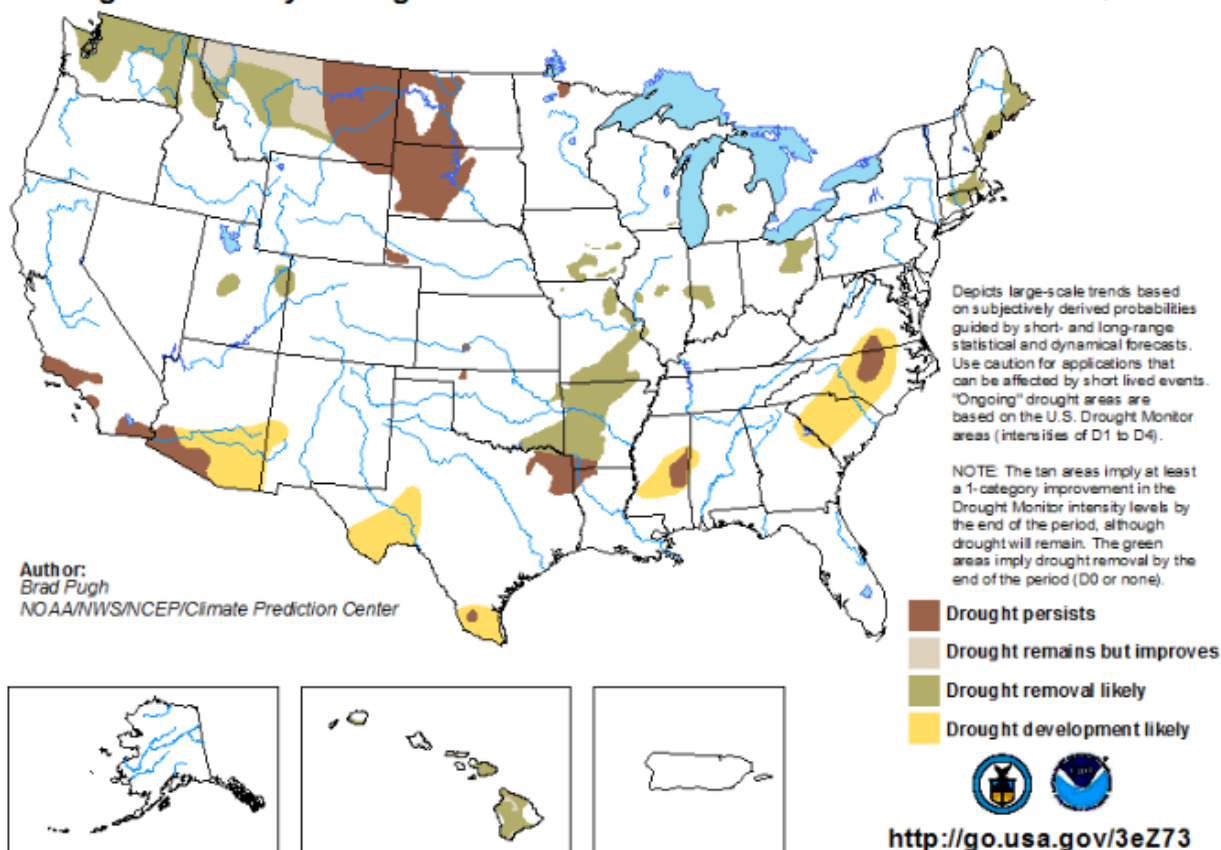 Depicts large-scale trends based
on subjectively derived probabilities
guided by short- and long-range
statistical and dynamical forecasts.
Use caution for applications that
can be affected by short lived events.
"Ongoing" drought areas are
based on the U.S. Drought Monitor
areas (intensities of D1 to D4).
NOTE: The tan areas imply at least
a 1-category improvement in the
Drought Monitor intensity levels by
the end of the period, although
drought will remain. The green
areas imply drought removal by the
end of the period (D0 or none).
Author:
Brad Pugh
NOAA/NWS/NCEP/Climate Prediction Center
Drought persists
Drought remains but improves
Drought removal likely
Drought development likely
http://go.usa.gov/3eZ73